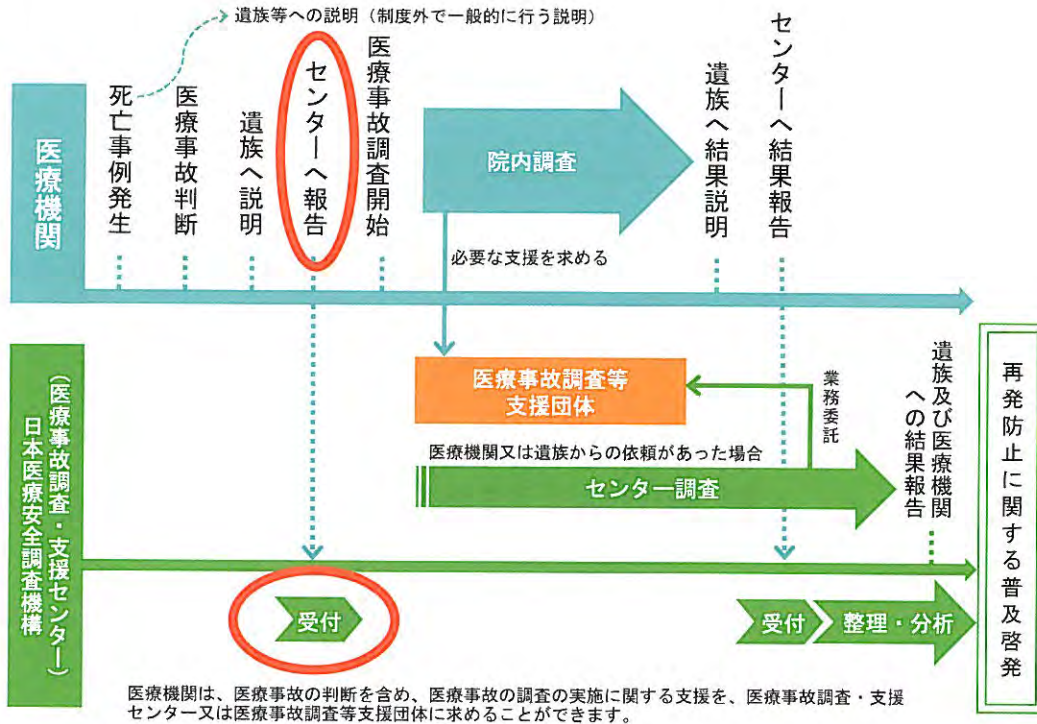 遺族等への説明（制度外で一般的に行う説明）
医療機関
死亡事例発生
医療事故判断
遺族へ説明
センターへ報告
医療事故調査開始
院内調査
遺族へ結果説明
センターへ結果報告
必要な支援を求める
医療事故調査等
支援団体
業務委託
医療機関又は遺族からの依頼があった場合
センター調査
遺族及び医療機関
への結果報告
再発防止に関する普及啓発
（医療事故調査・支援センター）
日本医療安全調査機構
受付
受付
整理・分析
医療機関は、医療事故の判断を含め、医療事故の調査の実施に関する支援を、医療事故調査・支援
センター又は医療事故調査等支援団体に求めることができます。